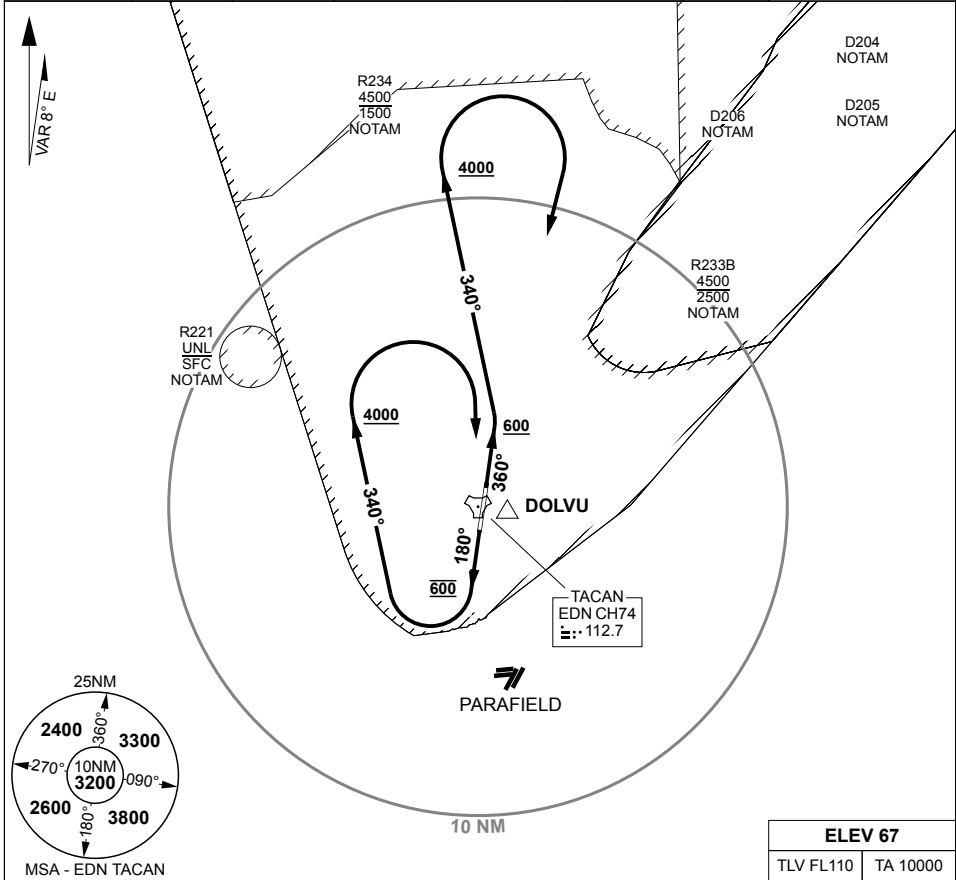 VAR 8° E
R234
4500
1500
NOTAM
D204
NOTAM
D205
NOTAM
D206
NOTAM
4000
340°
R233B
4500
2500
NOTAM
R221
UNL
SFC
NOTAM
4000
600
360°
340°
DOLVU
180°
600
TACAN
EDN CH74
112.7
PARAFIELD
25NM
2400
360°
3300
270°
10NM
3200
090°
2600
180°
3800
MSA - EDN TACAN
10 NM
ELEV 67
TLV FL110 TA 10000